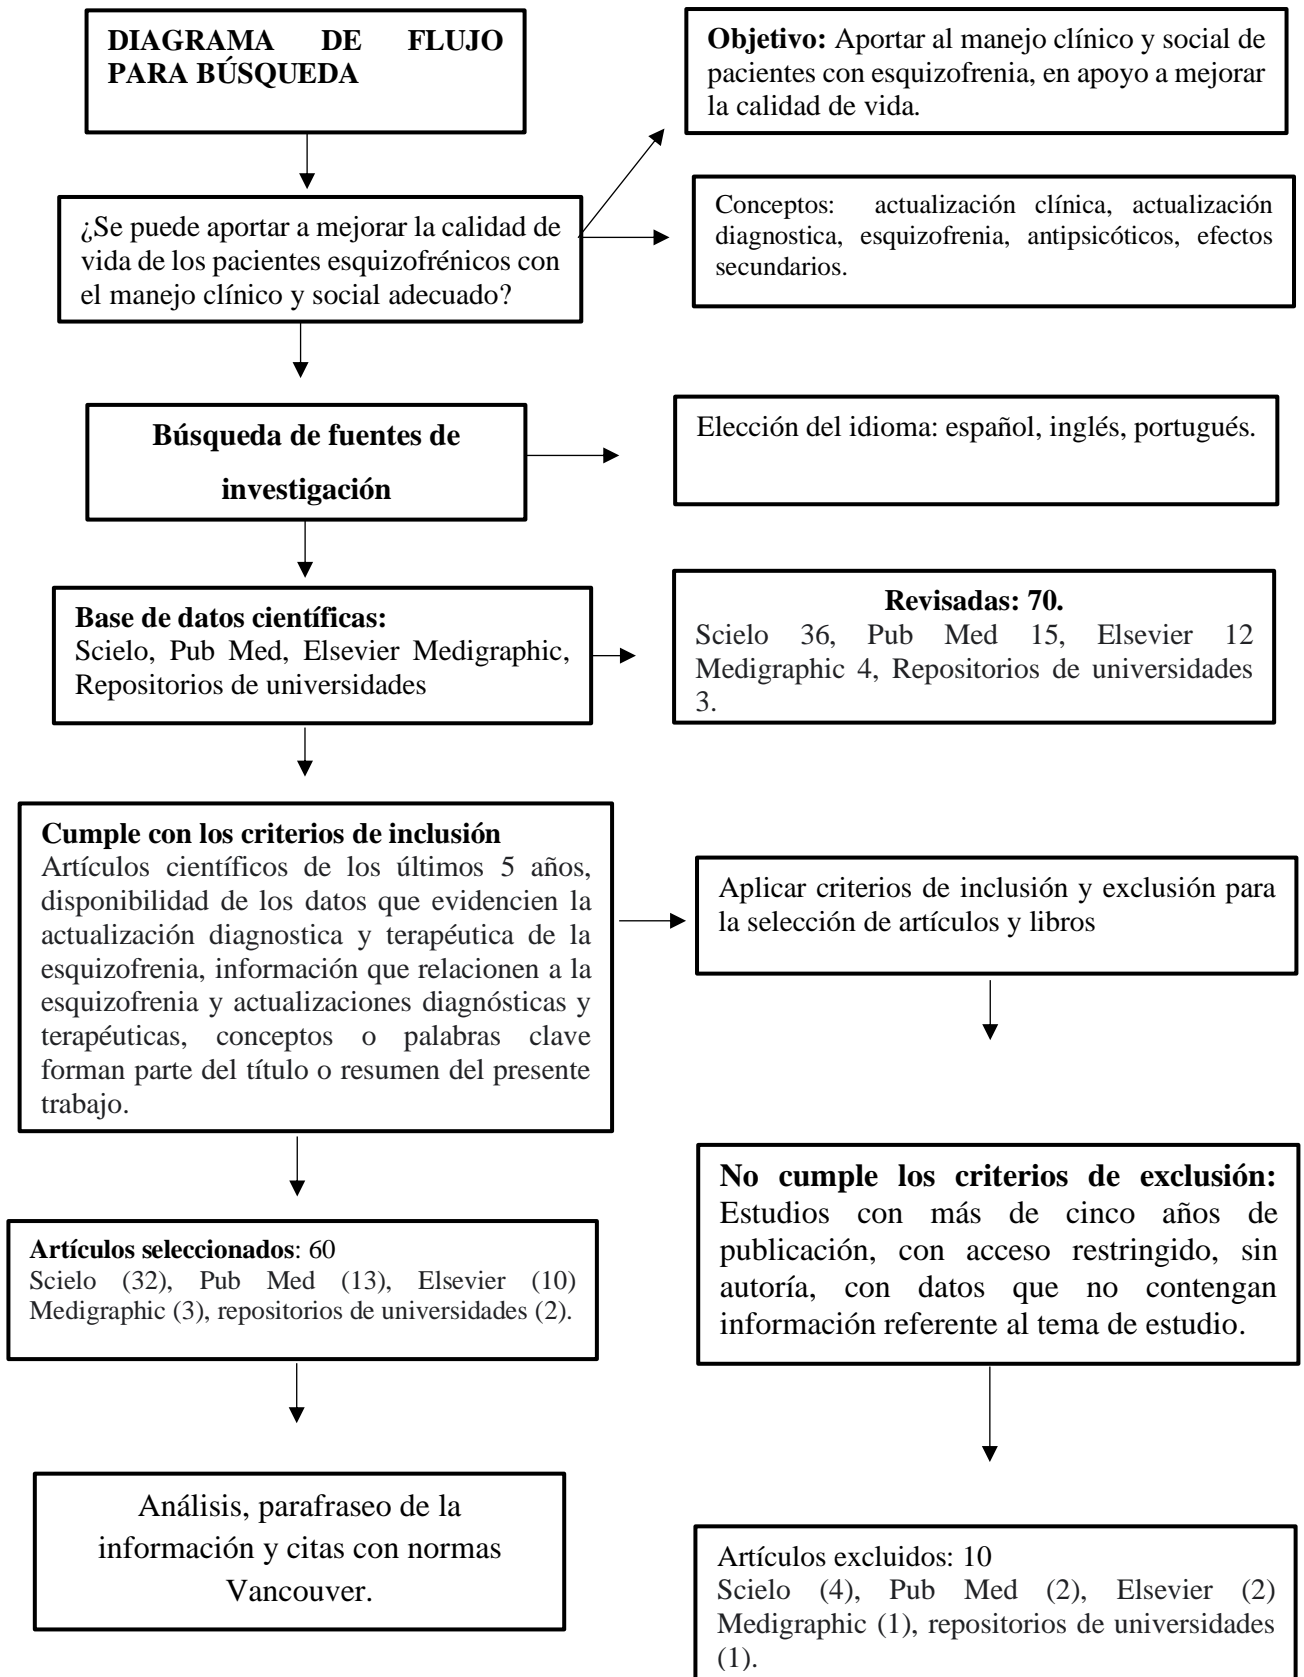 DIAGRAMA DE FLUJO
PARA BÚSQUEDA
Objetivo: Aportar al manejo clínico y social de
pacientes con esquizofrenia, en apoyo a mejorar
la calidad de vida.
¿Se puede aportar a mejorar la calidad de
vida de los pacientes esquizofrénicos con
el manejo clínico y social adecuado?
Conceptos: actualización clínica, actualización
diagnostica, esquizofrenia, antipsicóticos, efectos
secundarios.
Búsqueda de fuentes de
investigación
Elección del idioma: español, inglés, portugués.
Base de datos científicas:
Scielo, Pub Med, Elsevier Medigraphic,
Repositorios de universidades
Revisadas: 70.
Scielo 36, Pub Med 15, Elsevier 12
Medigraphic 4, Repositorios de universidades
3.
Cumple con los criterios de inclusión
Artículos científicos de los últimos 5 años,
disponibilidad de los datos que evidencien la
actualización diagnostica y terapéutica de la
esquizofrenia, información que relacionen a la
esquizofrenia y actualizaciones diagnósticas y
terapéuticas, conceptos o palabras clave
forman parte del título o resumen del presente
trabajo.
Aplicar criterios de inclusión y exclusión para
la selección de artículos y libros
No cumple los criterios de exclusión:
Estudios con más de cinco años de
publicación, con acceso restringido, sin
autoría, con datos que no contengan
información referente al tema de estudio.
Artículos seleccionados: 60
Scielo (32), Pub Med (13), Elsevier (10)
Medigraphic (3), repositorios de universidades (2).
Análisis, parafraseo de la
información y citas con normas
Vancouver.
Artículos excluidos: 10
Scielo (4), Pub Med (2), Elsevier (2)
Medigraphic (1), repositorios de universidades
(1).